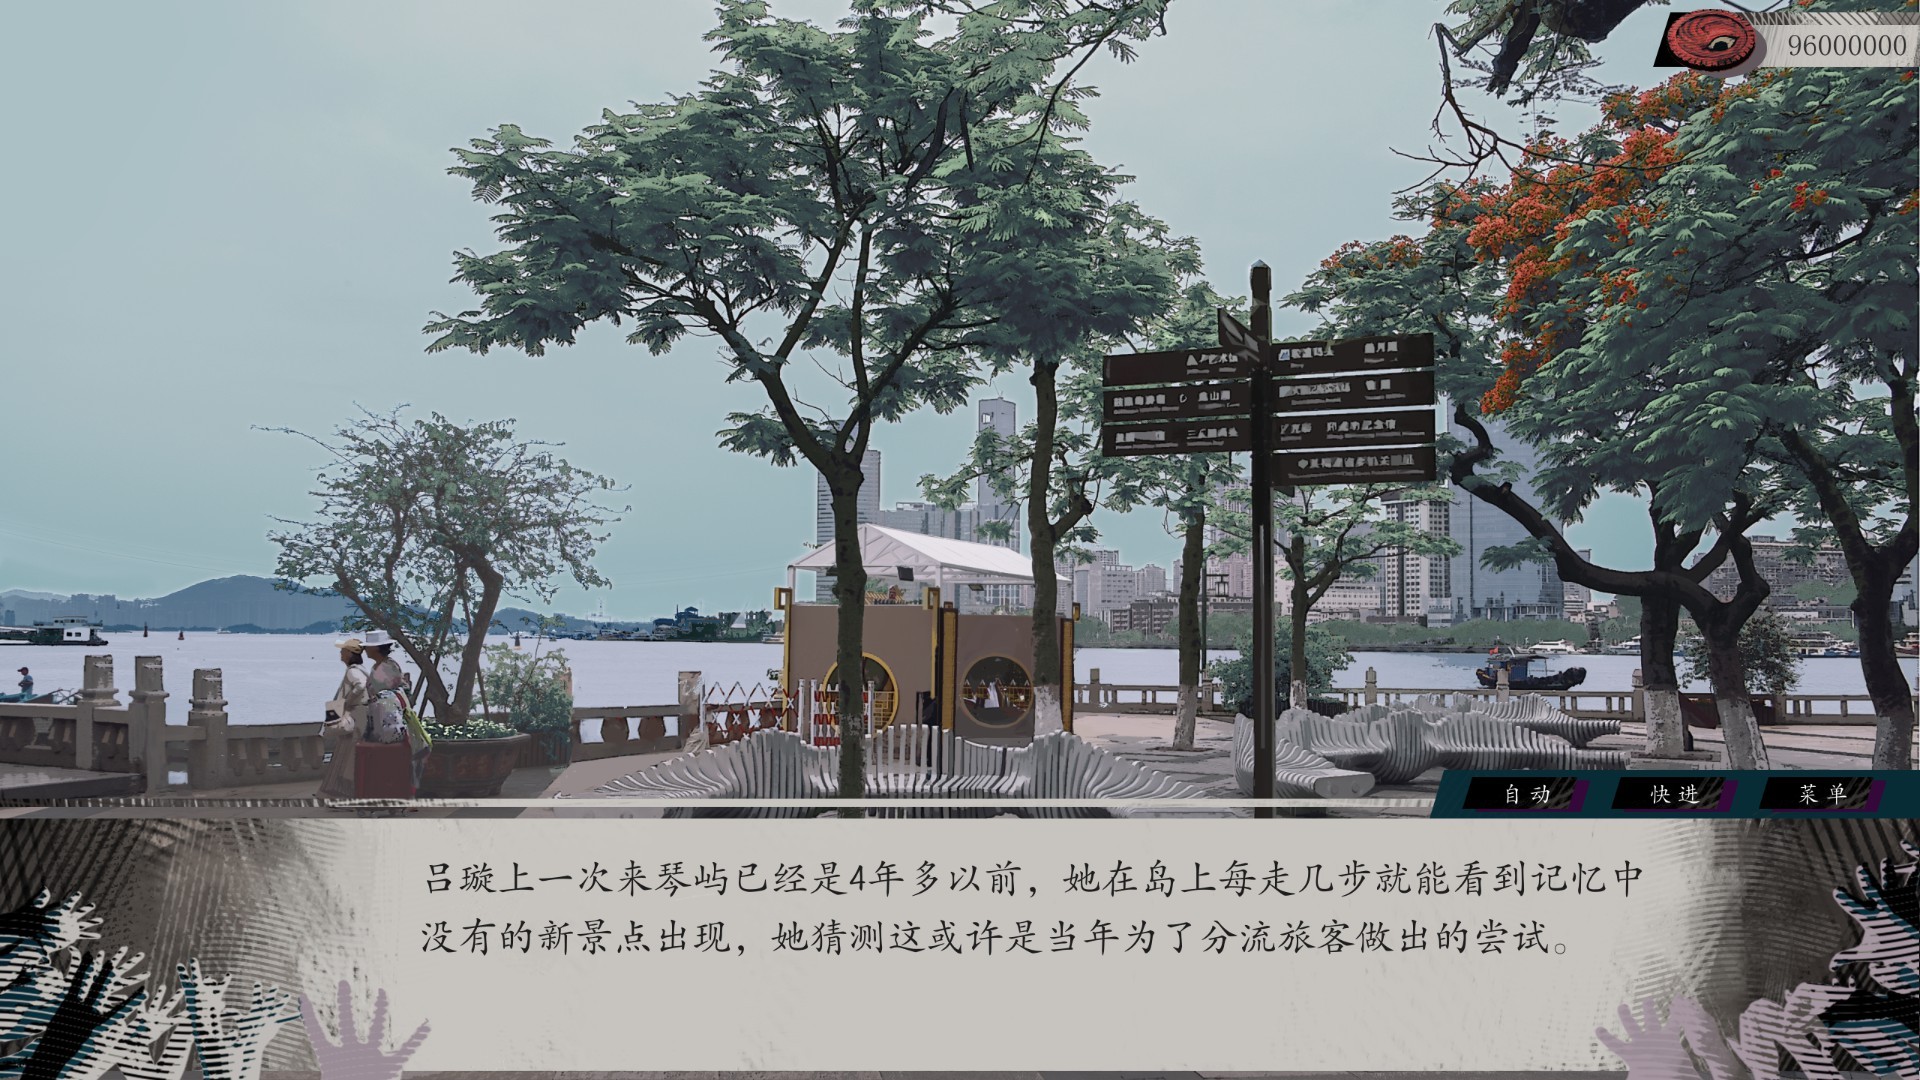 96000000
自动
快进
菜单
吕璇上一次来琴屿已经是4年多以前，她在岛上每走几步就能看到记忆中
没有的新景点出现，她猜测这或许是当年为了分流旅客做出的尝试。